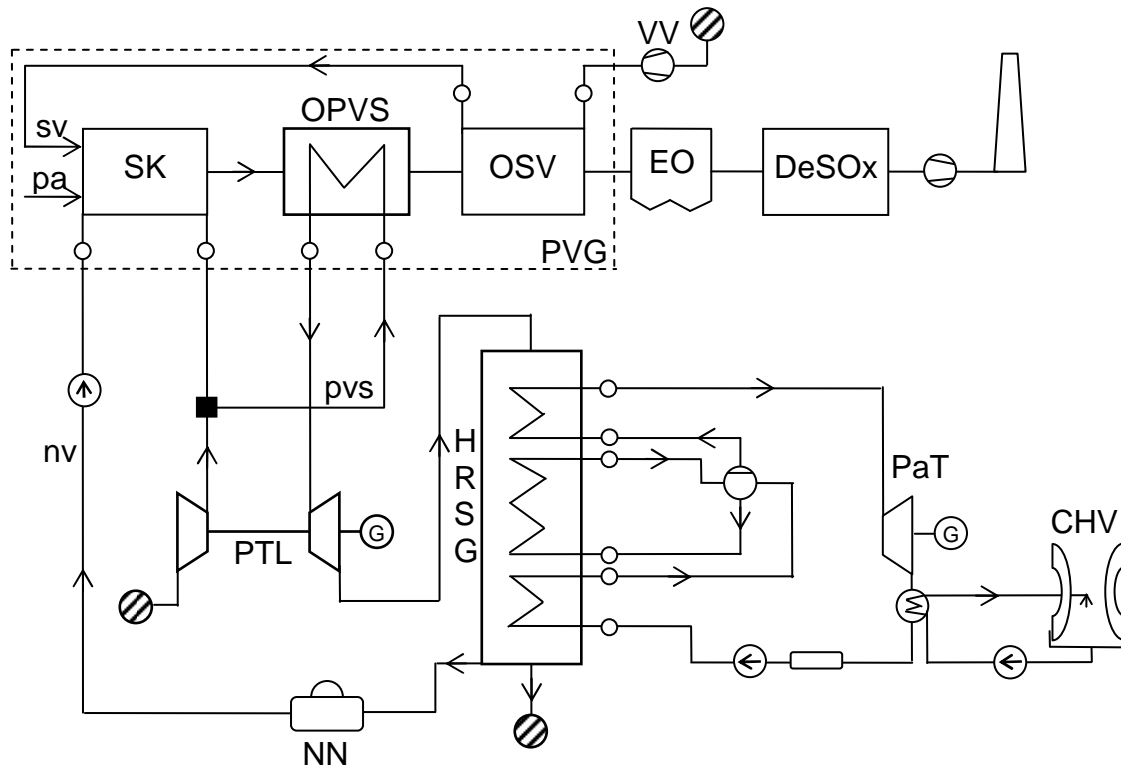 VV
OPVS
sv
SK
OSV
EO
DeSOx
pa
PVG
pvs
nv
H
R
S
G
PaT
G
PTL
G
CHV
NN